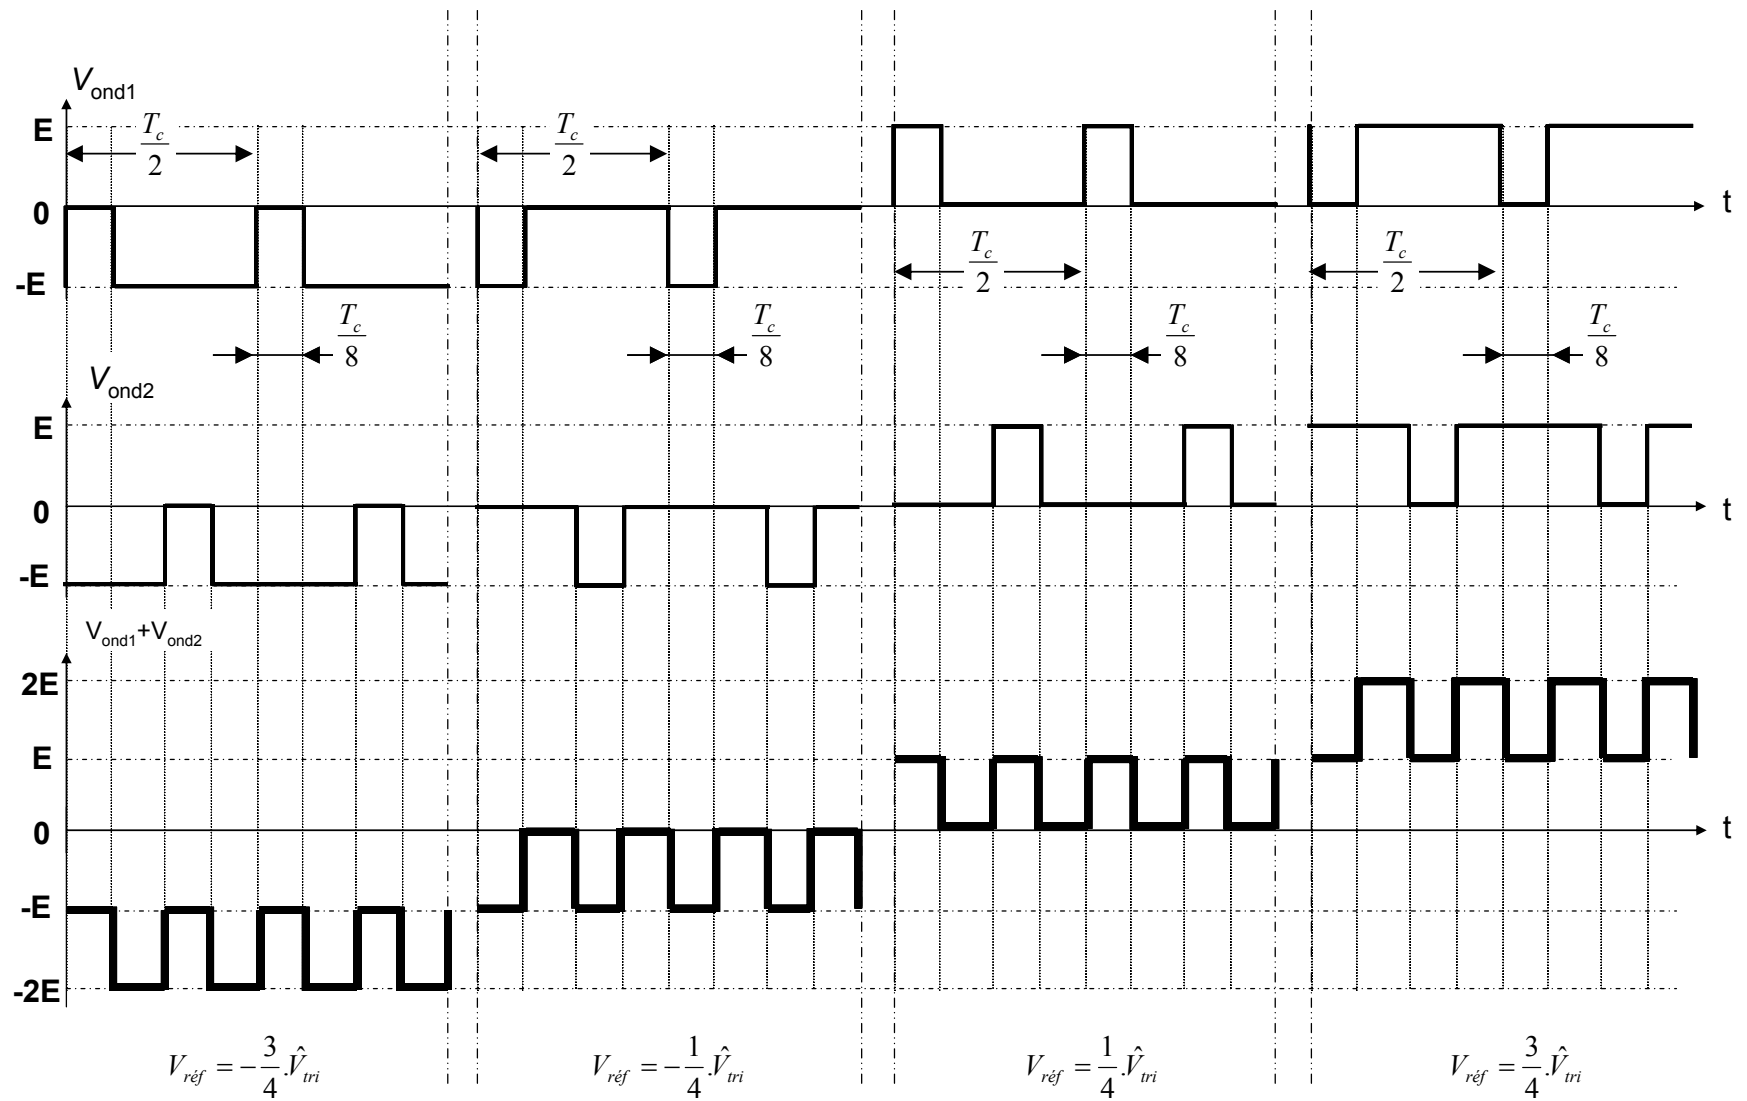 V_ond1
E
T_c/2
T_c/2
0
t
T_c/2
T_c/2
-E
T_c/8
T_c/8
T_c/8
T_c/8
V_ond2
E
0
t
-E
V_ond1+V_ond2
2E
E
0
t
-E
-2E
V_réf = -3/4.V̂_tri
V_réf = -1/4.V̂_tri
V_réf = 1/4.V̂_tri
V_réf = 3/4.V̂_tri